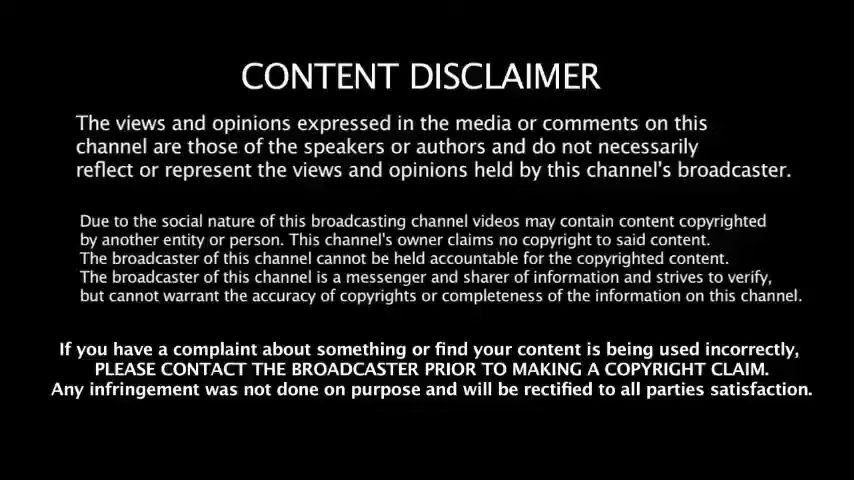 CONTENT DISCLAIMER
The views and opinions expressed in the media or comments on this
channel are those of the speakers or authors and do not necessarily
reflect or represent the views and opinions held by this channel's broadcaster.
Due to the social nature of this broadcasting channel videos may contain content copyrighted
by another entity or person. This channel's owner claims no copyright to said content.
The broadcaster of this channel cannot be held accountable for the copyrighted content.
The broadcaster of this channel is a messenger and sharer of information and strives to verify,
but cannot warrant the accuracy of copyrights or completeness of the information on this channel.
If you have a complaint about something or find your content is being used incorrectly,
PLEASE CONTACT THE BROADCASTER PRIOR TO MAKING A COPYRIGHT CLAIM.
Any infringement was not done on purpose and will be rectified to all parties satisfaction.